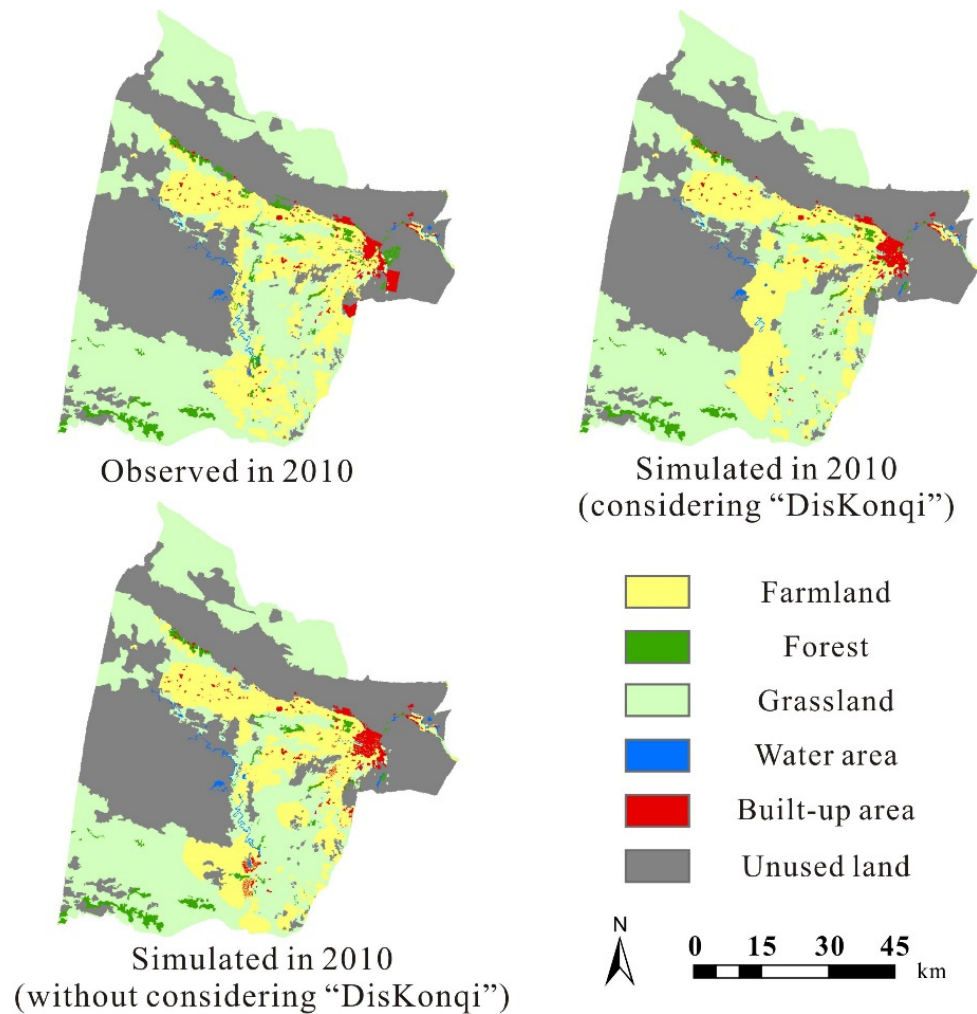 Observed in 2010
Simulated in 2010
(considering “DisKonqi”)
Simulated in 2010
(without considering “DisKonqi”)
Farmland
Forest
Grassland
Water area
Built-up area
Unused land
N
0 15 30 45
km